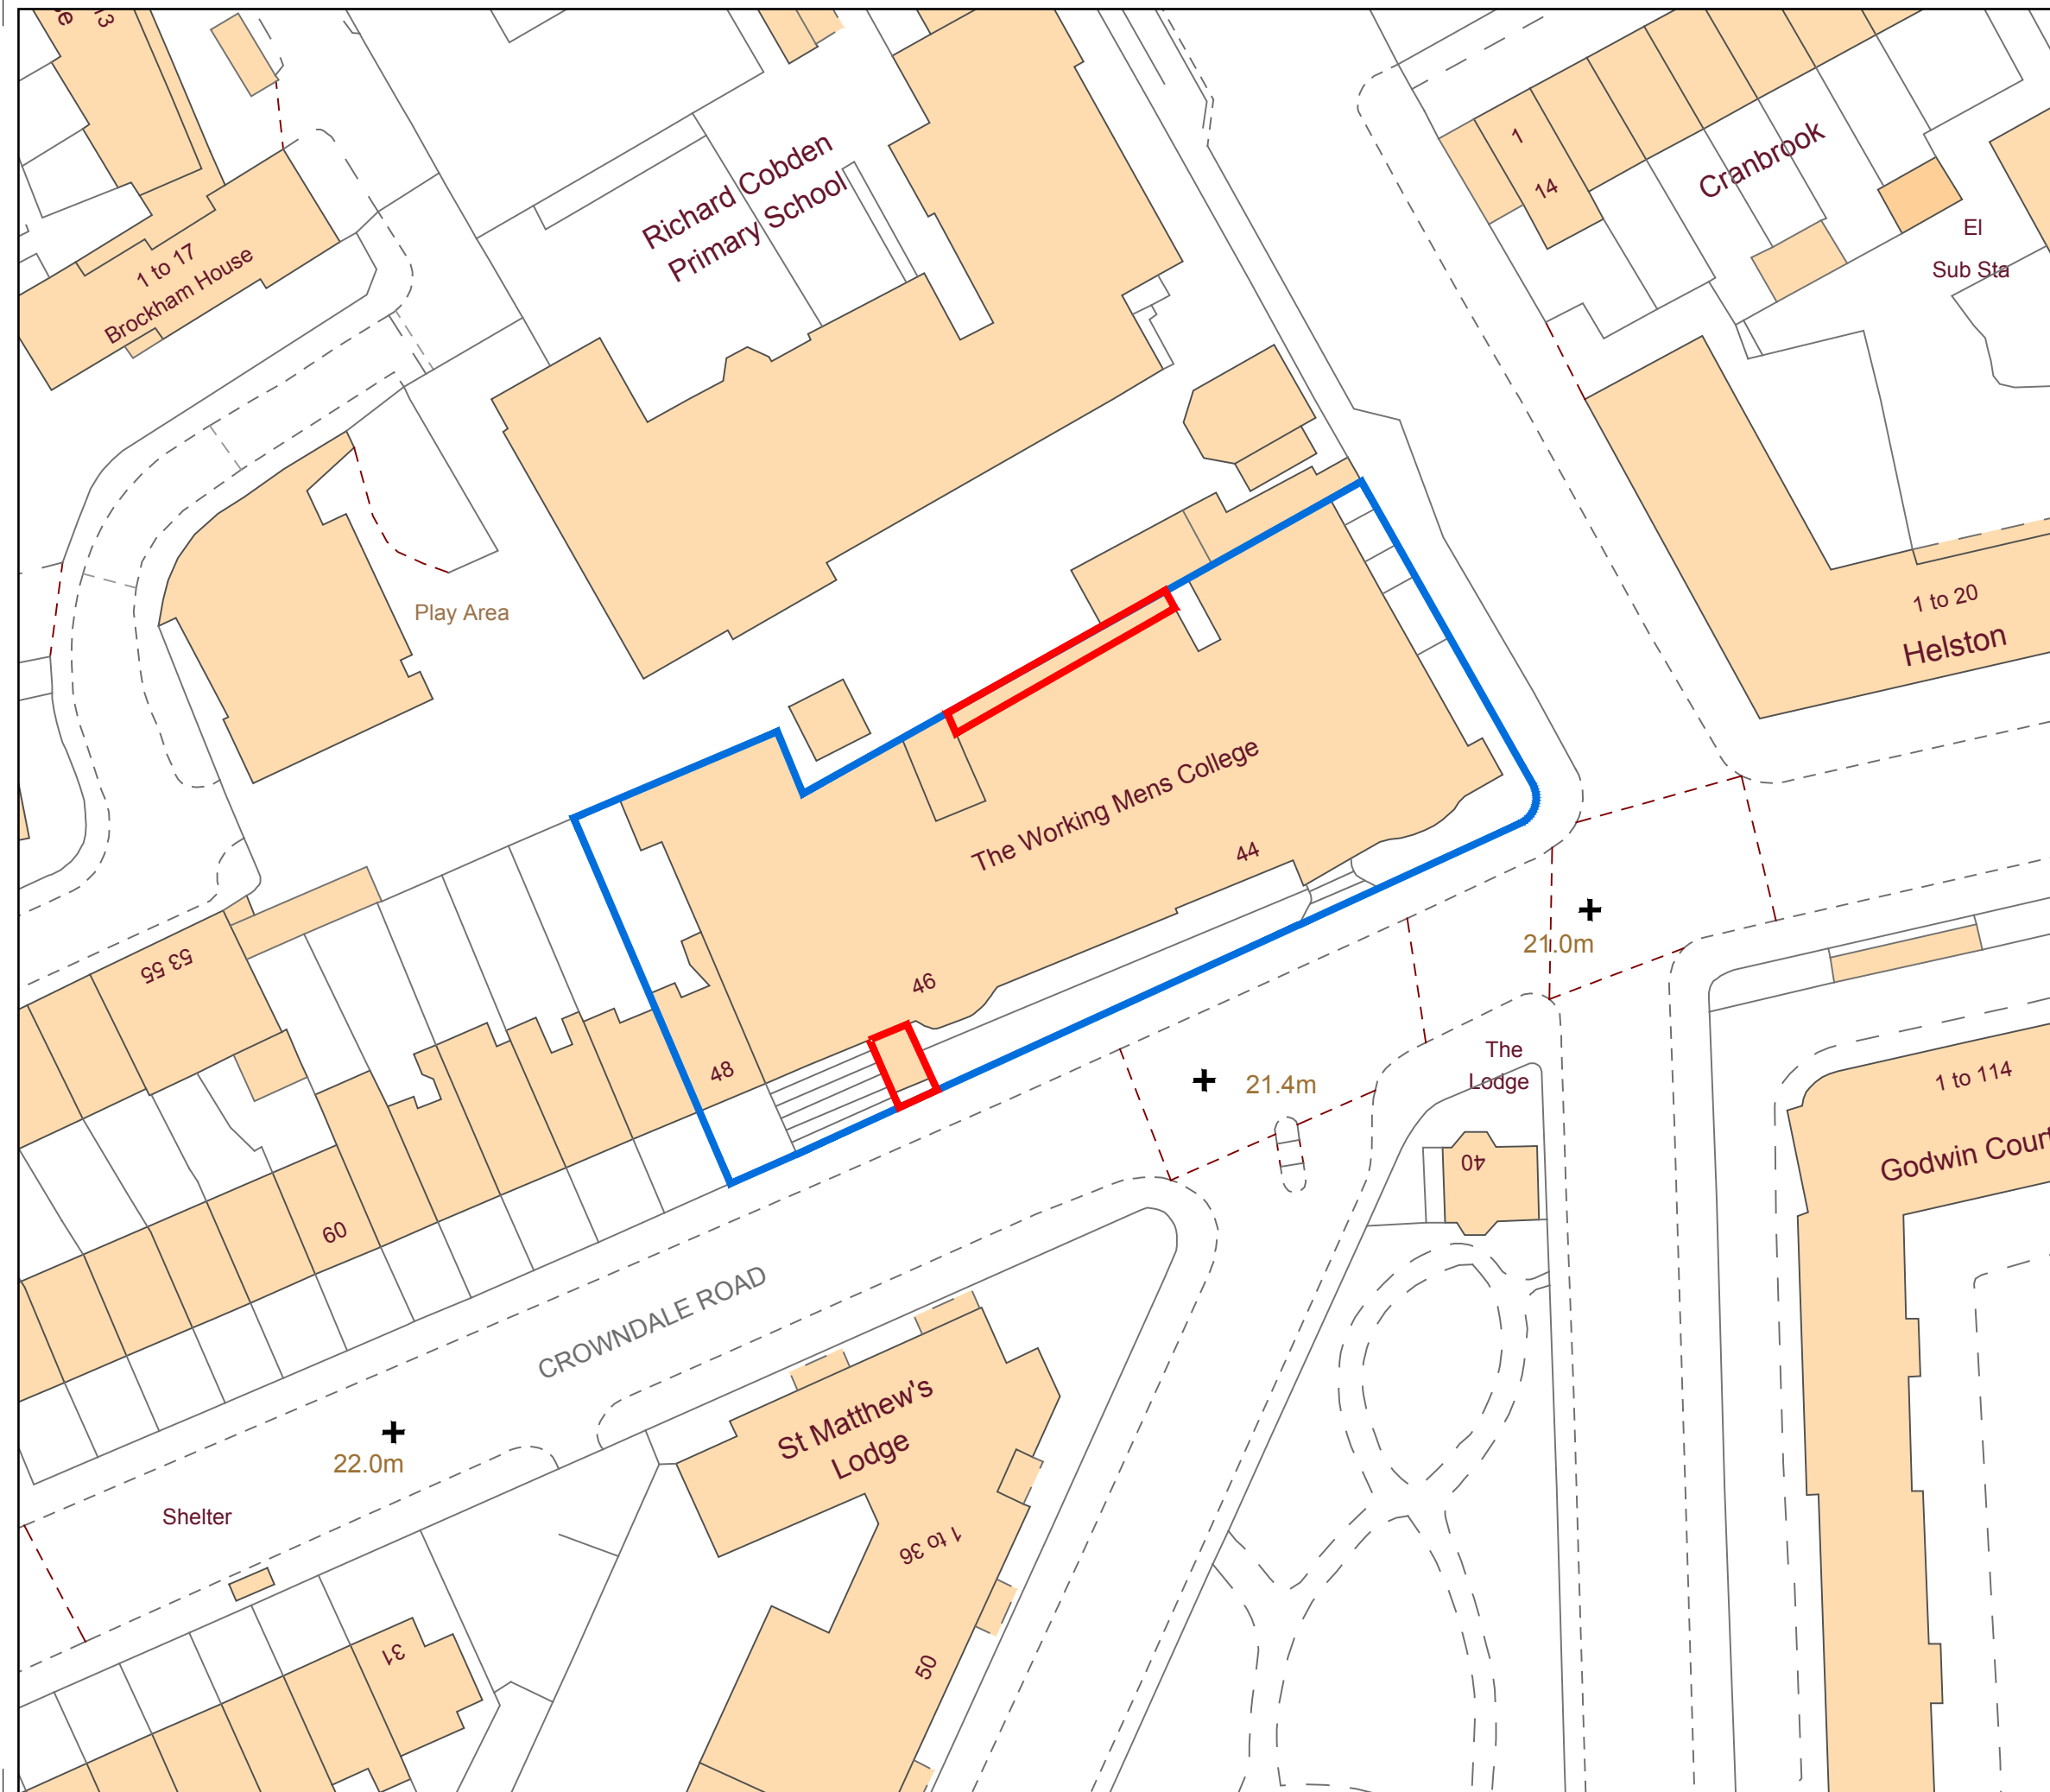 13
Richard Cobden
Primary School
1
14
Cranbrook
El
Sub Sta
1 to 17
Brockham House
Play Area
1 to 20
Helston
The Working Mens College
44
46
48
53 55
21.0m
21.4m
The
Lodge
40
1 to 114
Godwin Court
60
CROWNDALE ROAD
22.0m
Shelter
St Matthew's
Lodge
1 to 36
50
31